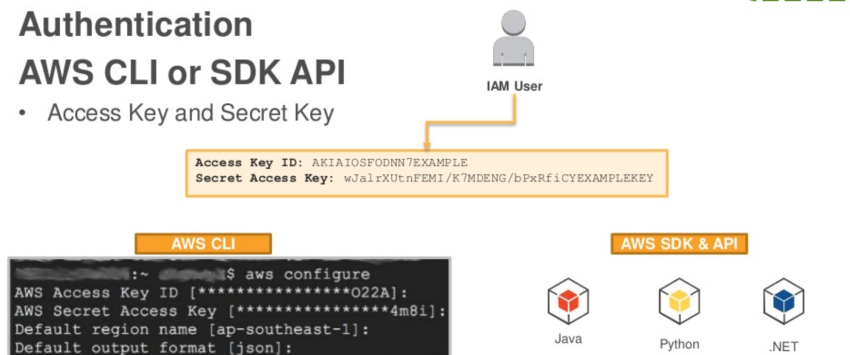 Authentication
AWS CLI or SDK API
• Access Key and Secret Key
IAM User
Access Key ID: AKIAIOSFODNN7EXAMPLE
Secret Access Key: wJalrXUtnFEMI/K7MDENG/bPxRfiCYEXAMPLEKEY
AWS CLI
:~ $ aws configure
AWS Access Key ID [****************O22A]:
AWS Secret Access Key [****************4m8i]:
Default region name [ap-southeast-1]:
Default output format [json]:
AWS SDK & API
Java
Python
.NET